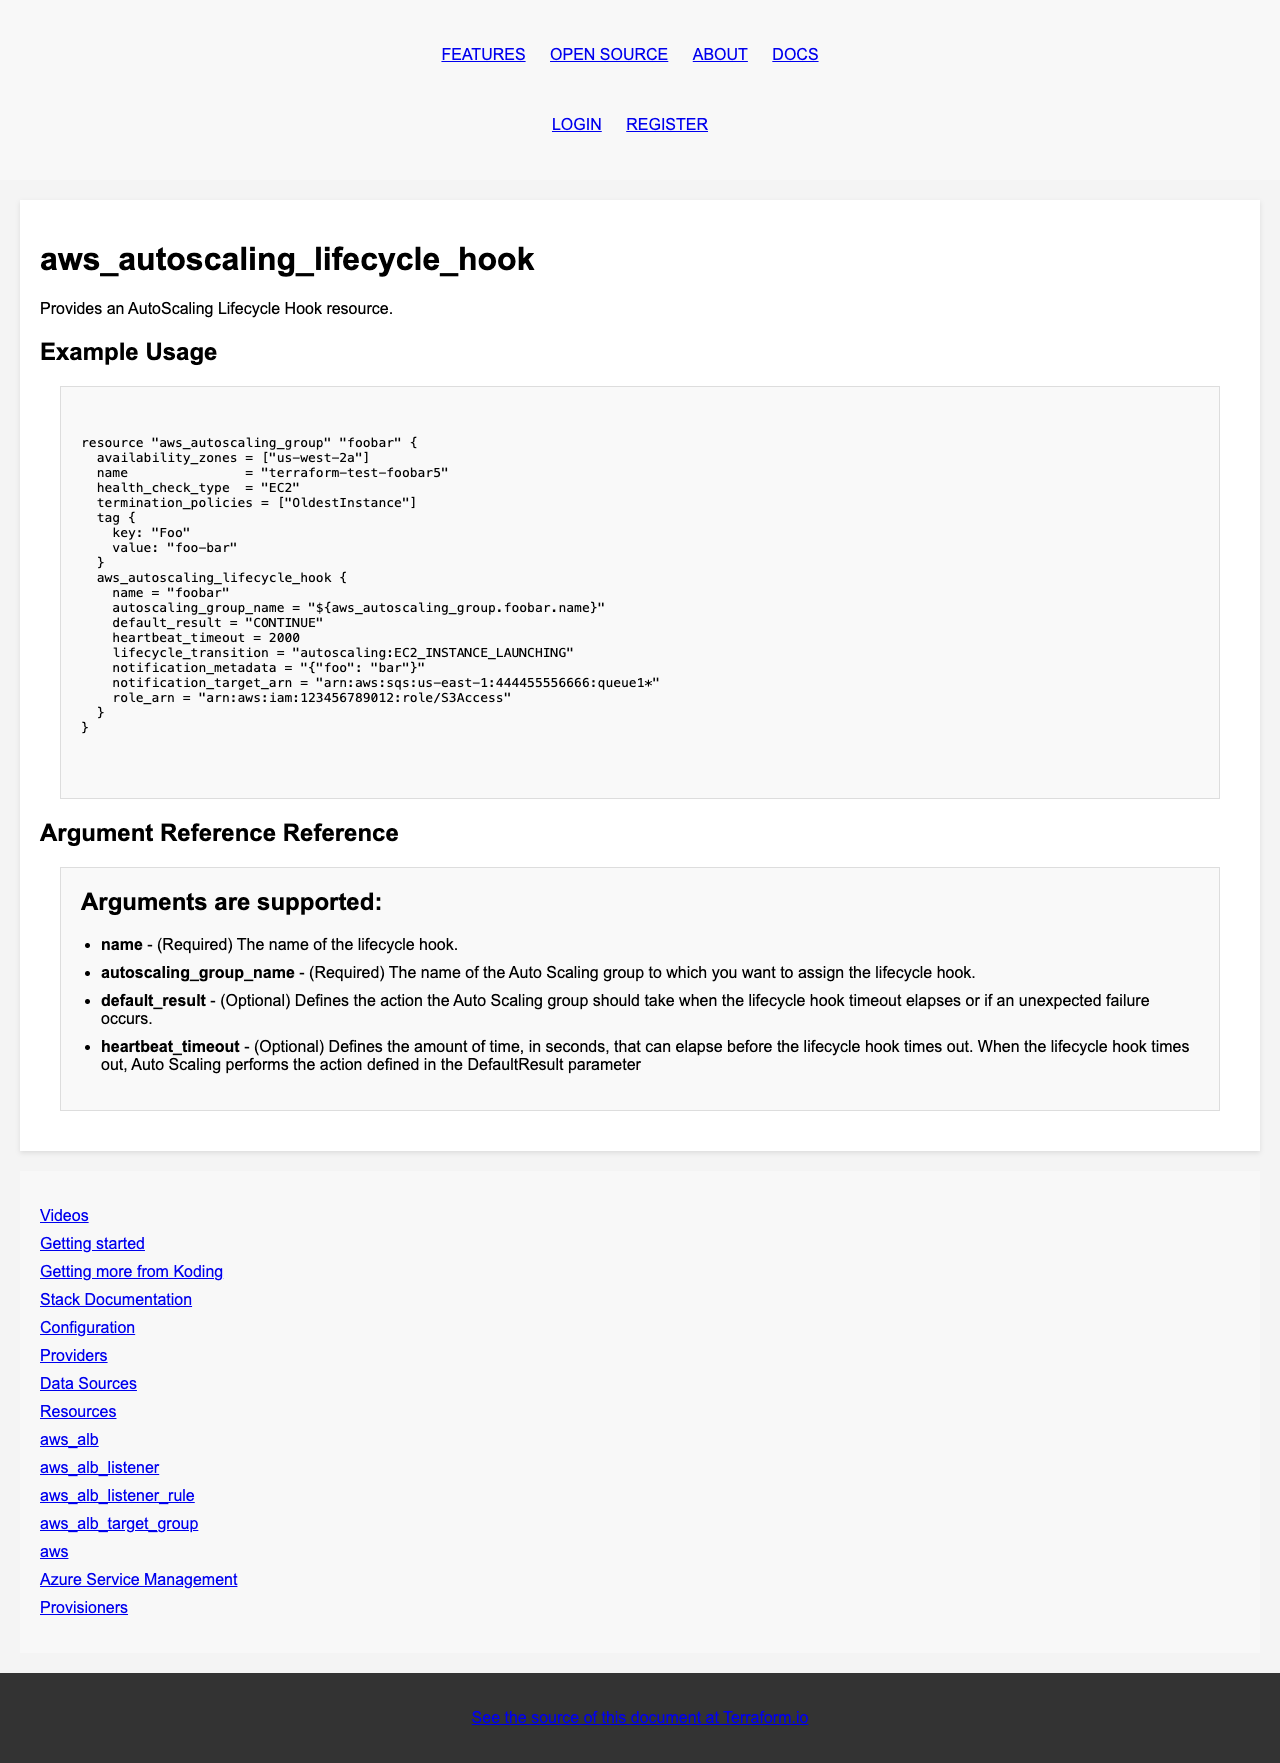 FEATURES OPEN SOURCE ABOUT DOCS
LOGIN REGISTER
aws_autoscaling_lifecycle_hook
Provides an AutoScaling Lifecycle Hook resource.
Example Usage
resource "aws_autoscaling_group" "foobar" {
  availability_zones = ["us-west-2a"]
  name               = "terraform-test-foobar5"
  health_check_type  = "EC2"
  termination_policies = ["OldestInstance"]
  tag {
    key: "Foo"
    value: "foo-bar"
  }
  aws_autoscaling_lifecycle_hook {
    name = "foobar"
    autoscaling_group_name = "${aws_autoscaling_group.foobar.name}"
    default_result = "CONTINUE"
    heartbeat_timeout = 2000
    lifecycle_transition = "autoscaling:EC2_INSTANCE_LAUNCHING"
    notification_metadata = "{"foo": "bar"}"
    notification_target_arn = "arn:aws:sqs:us-east-1:444455556666:queue1*"
    role_arn = "arn:aws:iam:123456789012:role/S3Access"
  }
}
Argument Reference Reference
Arguments are supported:
• name - (Required) The name of the lifecycle hook.
• autoscaling_group_name - (Required) The name of the Auto Scaling group to which you want to assign the lifecycle hook.
• default_result - (Optional) Defines the action the Auto Scaling group should take when the lifecycle hook timeout elapses or if an unexpected failure
occurs.
• heartbeat_timeout - (Optional) Defines the amount of time, in seconds, that can elapse before the lifecycle hook times out. When the lifecycle hook times
out, Auto Scaling performs the action defined in the DefaultResult parameter
Videos
Getting started
Getting more from Koding
Stack Documentation
Configuration
Providers
Data Sources
Resources
aws_alb
aws_alb_listener
aws_alb_listener_rule
aws_alb_target_group
aws
Azure Service Management
Provisioners
See the source of this document at Terraform.io